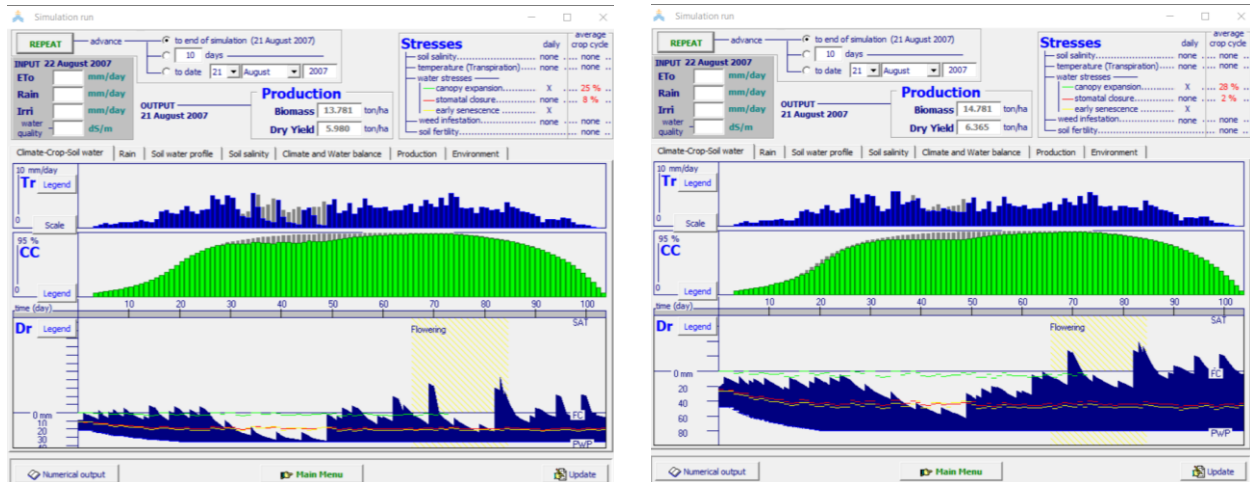 Simulation run
REPEAT
advance
to end of simulation (21 August 2007)
10 days
to date 21 August 2007
INPUT 22 August 2007
ETo mm/day
Rain mm/day
Irri mm/day
water quality dS/m
OUTPUT
21 August 2007
Production
Biomass 13.781 ton/ha
Dry Yield 5.980 ton/ha
Stresses
daily
average
crop cycle
soil salinity none none
temperature (Transpiration) none none
water stresses
canopy expansion X 25 %
stomatal closure none 8 %
early senescence X
weed infestation none none
soil fertility none
Climate-Crop-Soil water Rain Soil water profile Soil salinity Climate and Water balance Production Environment
10 mm/day
Tr Legend
0
Scale
95 %
CC
0 Legend
time (day) 10 20 30 40 50 60 70 80 90 100
Dr Legend
Flowering
SAT
0 mm
FC
10
20
30
40
PWP
Numerical output
Main Menu
Update
Simulation run
REPEAT
advance
to end of simulation (21 August 2007)
10 days
to date 21 August 2007
INPUT 22 August 2007
ETo mm/day
Rain mm/day
Irri mm/day
water quality dS/m
OUTPUT
21 August 2007
Production
Biomass 14.781 ton/ha
Dry Yield 6.365 ton/ha
Stresses
daily
average
crop cycle
soil salinity none none
temperature (Transpiration) none none
water stresses
canopy expansion X 28 %
stomatal closure none 2 %
early senescence X
weed infestation none none
soil fertility none
Climate-Crop-Soil water Rain Soil water profile Soil salinity Climate and Water balance Production Environment
10 mm/day
Tr Legend
0
Scale
95 %
CC
0 Legend
time (day) 10 20 30 40 50 60 70 80 90 100
Dr Legend
Flowering
SAT
0 mm
FC
20
40
60
80
PWP
Numerical output
Main Menu
Update